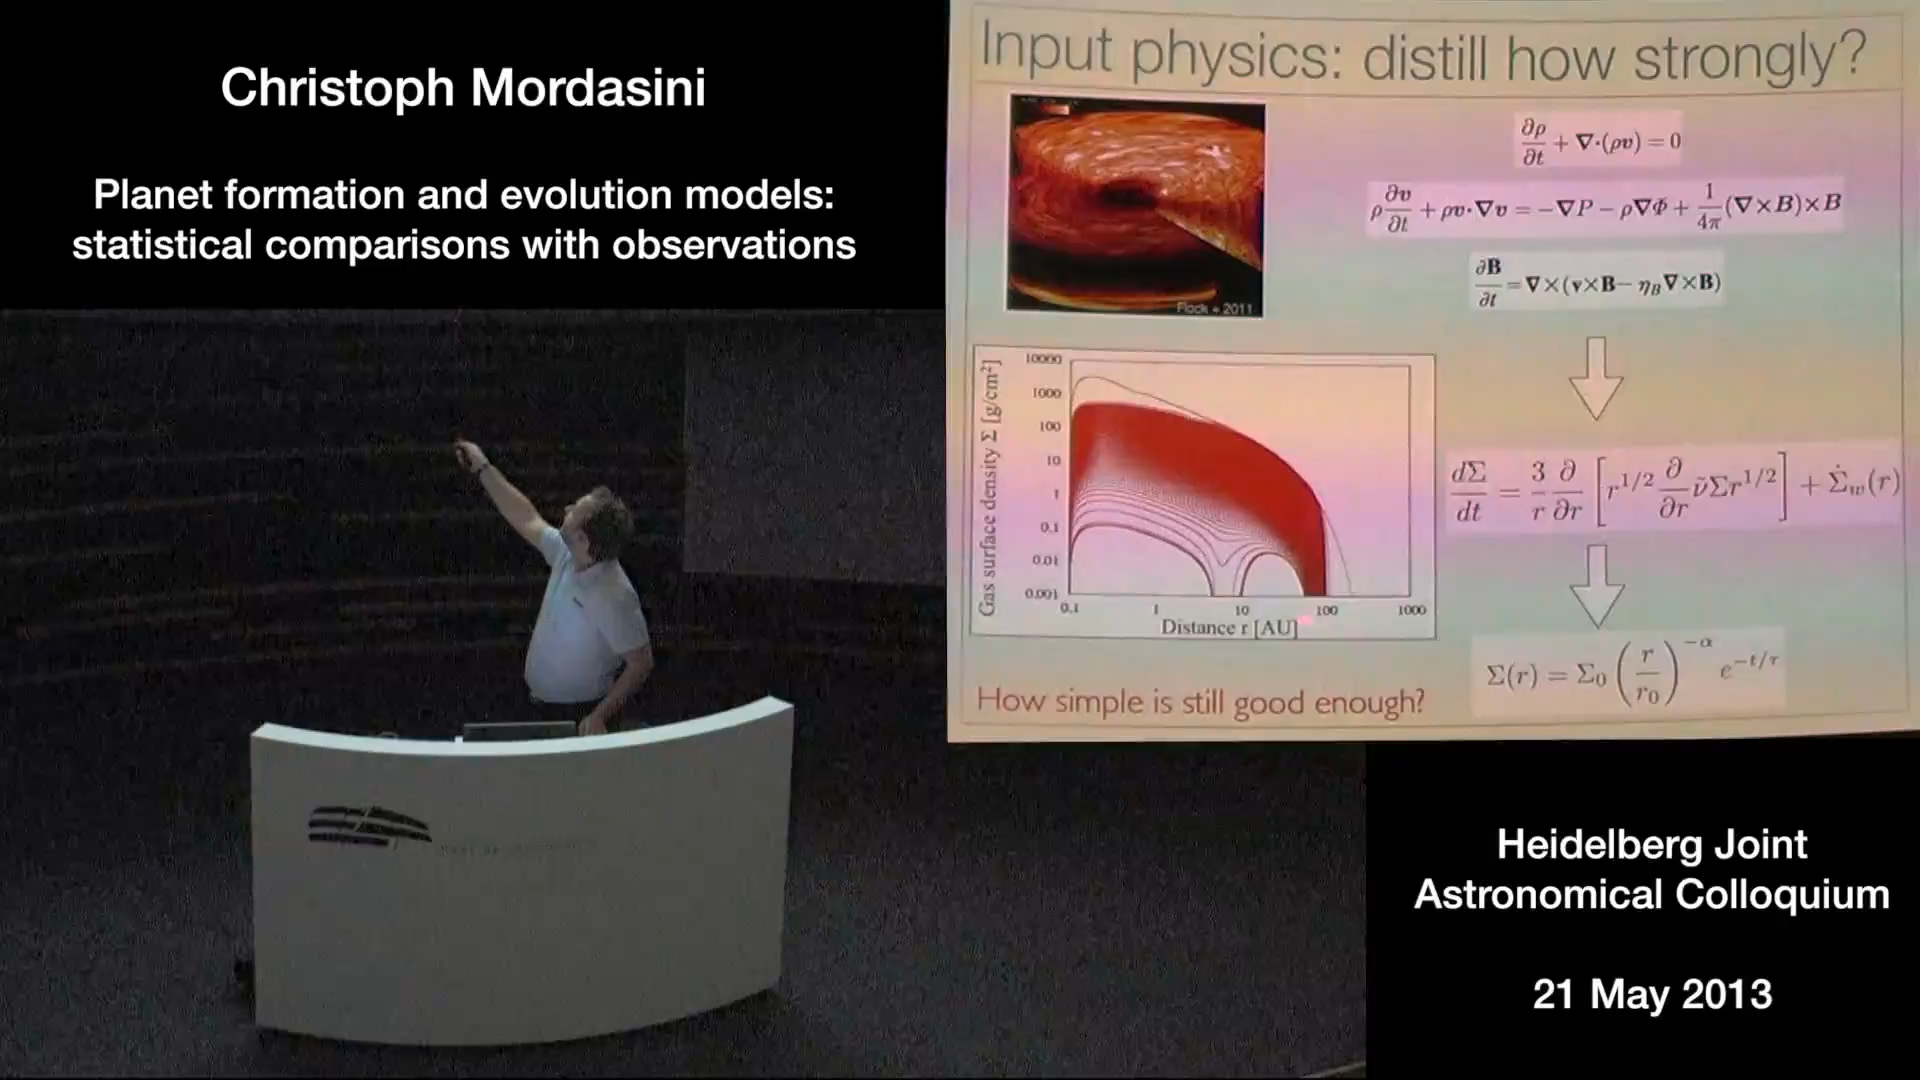 Christoph Mordasini
Planet formation and evolution models:
statistical comparisons with observations
Input physics: distill how strongly?
Flock + 2011
∂ρ/∂t + ∇·(ρv) = 0
ρ ∂v/∂t + ρv·∇v = −∇P − ρ∇Φ + 1/4π (∇×B)×B
∂B/∂t = ∇×(v×B − η_B ∇×B)
dΣ/dt = 3/r ∂/∂r [r^{1/2} ∂/∂r ν̃Σr^{1/2}] + Σ̇_w(r)
Σ(r) = Σ_0 (r/r_0)^{−α} e^{−t/τ}
Gas surface density Σ [g/cm²]
10000
1000
100
10
1
0.1
0.01
0.001
0.1 1 10 100 1000
Distance r [AU]
How simple is still good enough?
Heidelberg Joint
Astronomical Colloquium
21 May 2013